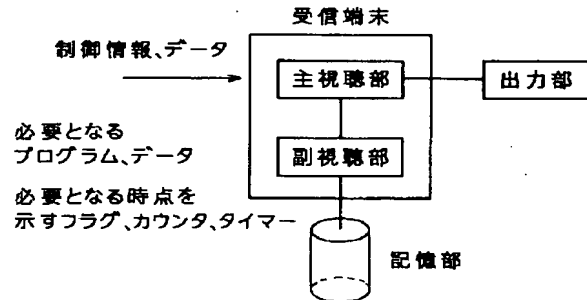 受信端末
制御情報、データ
主視聴部
出力部
必要となる
プログラム、データ
副視聴部
必要となる時点を
示すフラグ、カウンタ、タイマー
記憶部